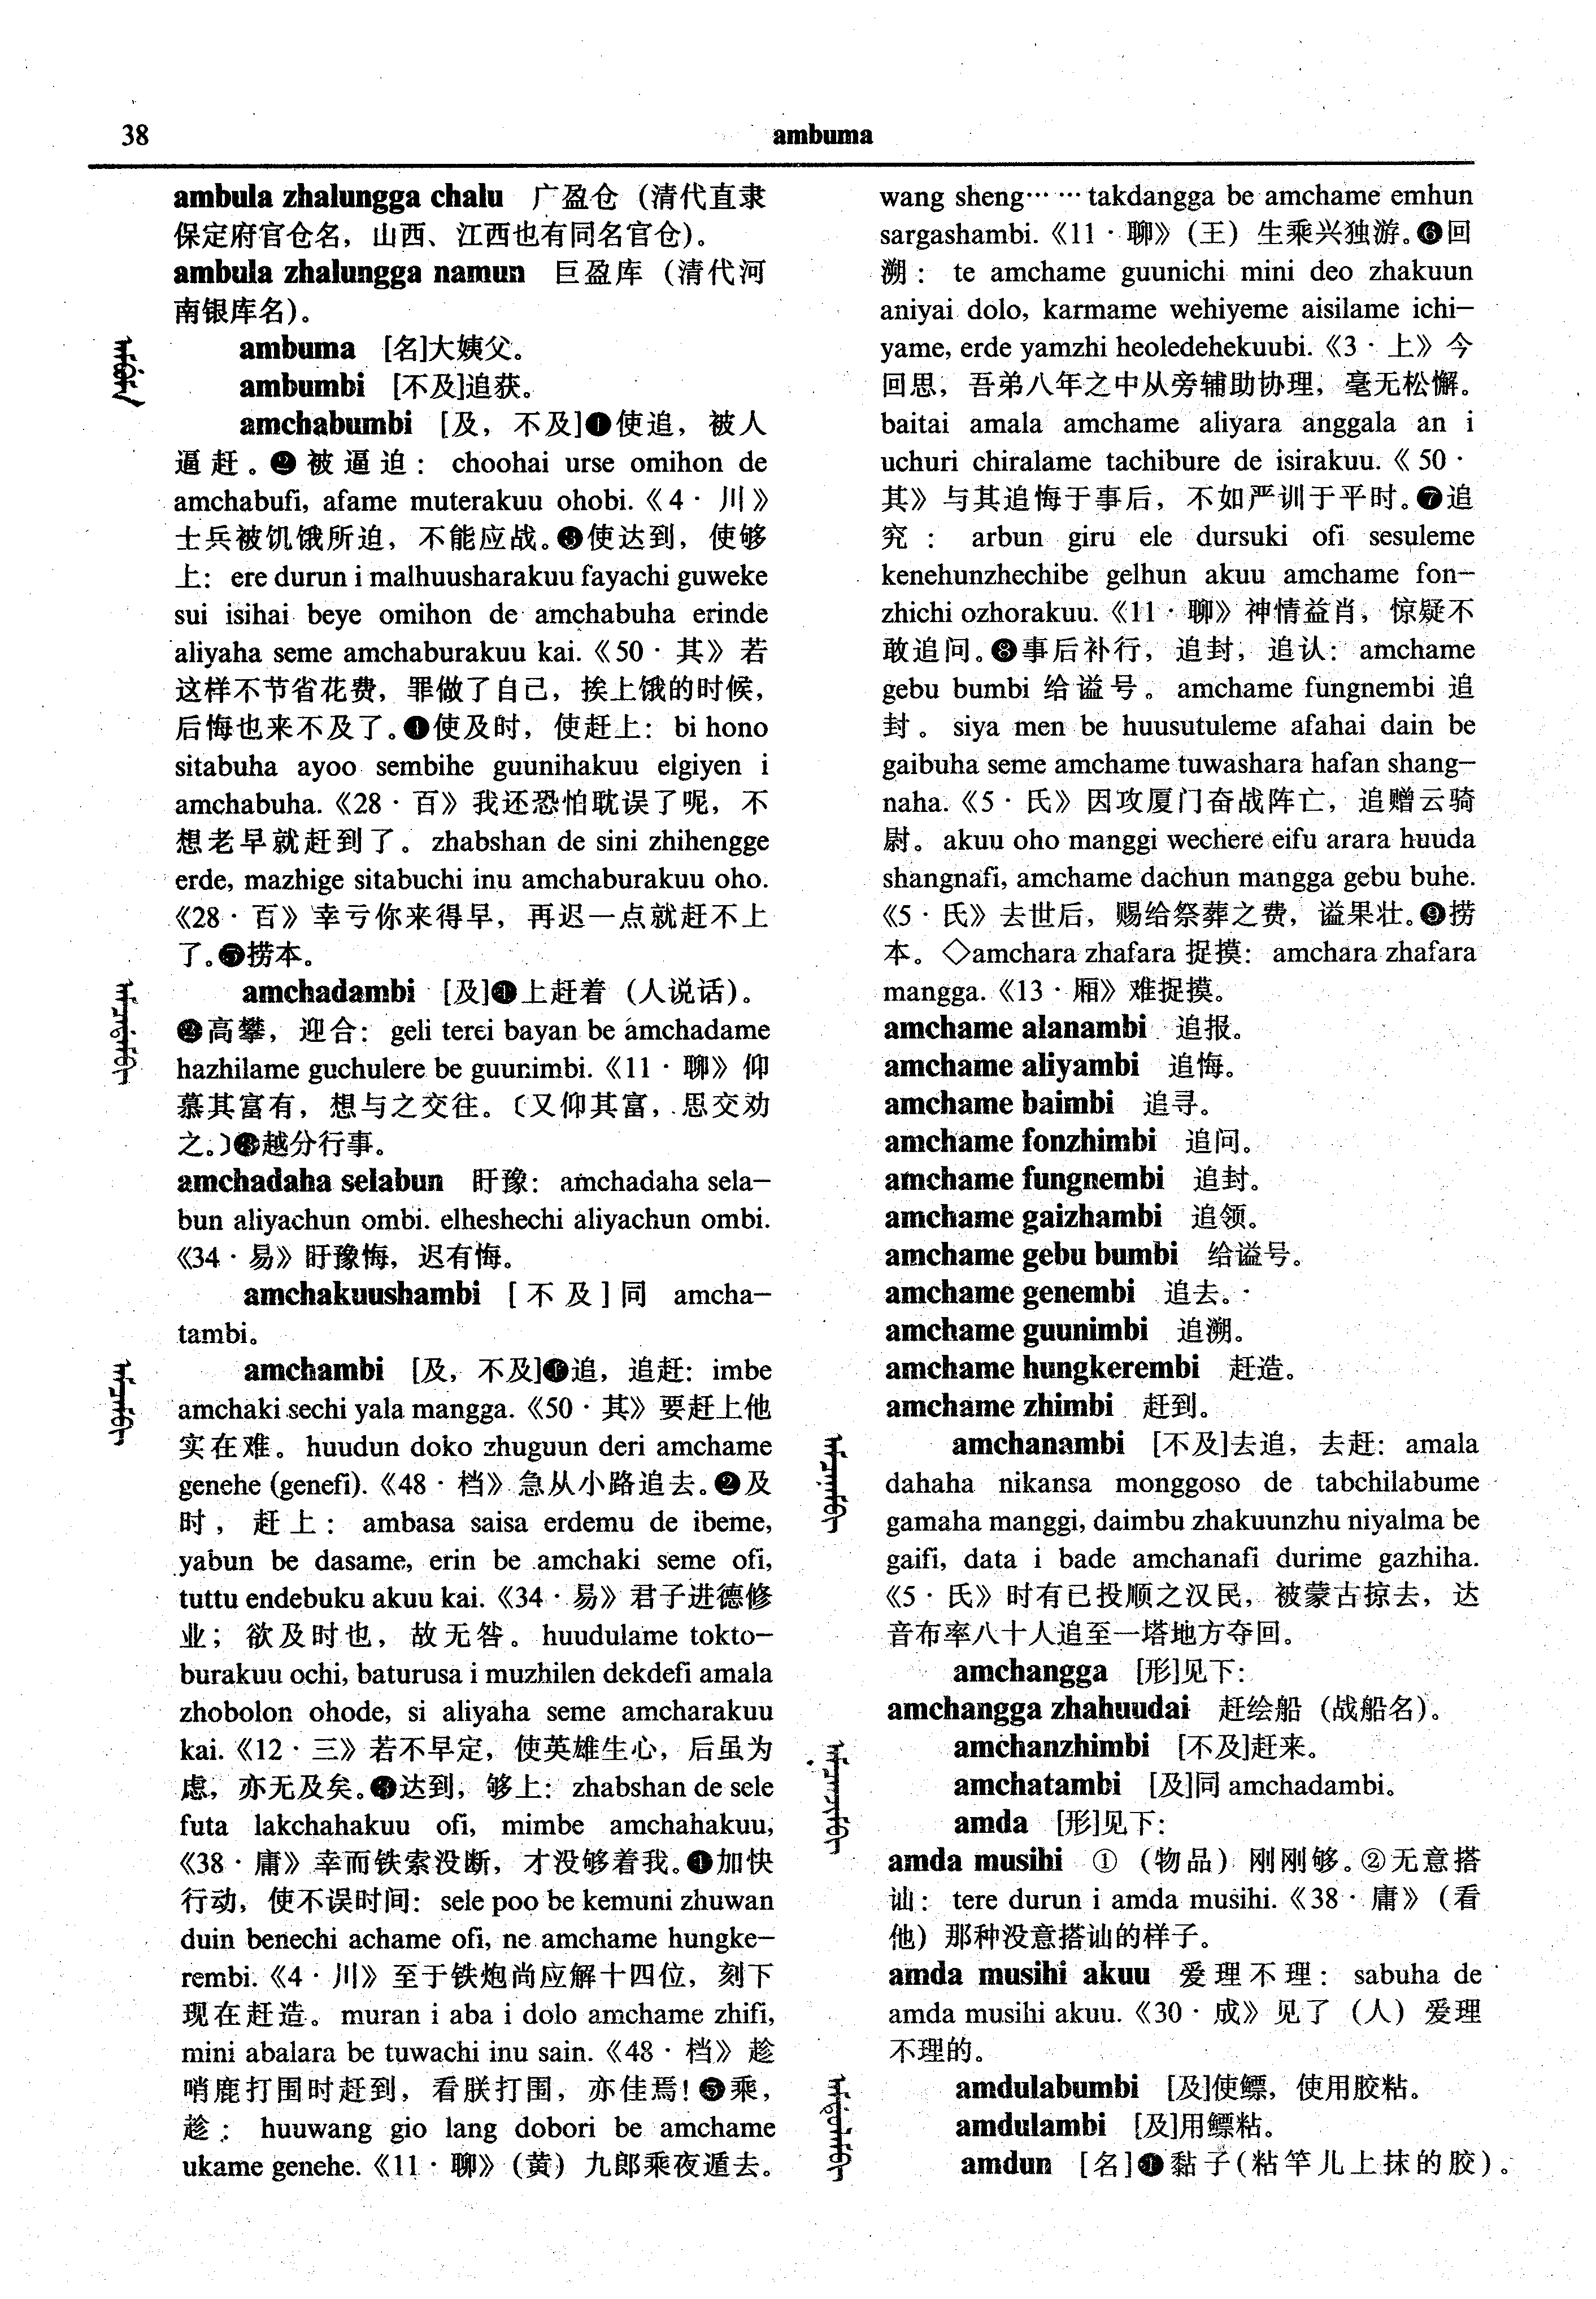 38
ambuma
ambula zhalungga chalu 广盈仓（清代直隶
保定府官仓名，山西、江西也有同名官仓)。
ambula zhalungga namun 巨盈库（清代河
南银库名)。
ambuma [名]大姨父。
ambumbi [不及]追获。
amchabumbi [及，不及]❶使追，被人
逼赶。❷被逼迫： choohai urse omihon de
amchabufi, afame muterakuu ohobi.《4·川》
士兵被饥饿所迫，不能应战。❸使达到，使够
上： ere durun i malhuusharakuu fayachi guweke
sui isihai beye omihon de amchabuha erinde
aliyaha seme amchaburakuu kai.《50·其》若
这样不节省花费，罪做了自己，挨上饿的时候，
后悔也来不及了。❹使及时，使赶上： bi hono
sitabuha ayoo sembihe guunihakuu elgiyen i
amchabuha.《28·百》我还恐怕耽误了呢，不
想老早就赶到了。zhabshan de sini zhihengge
erde, mazhige sitabuchi inu amchaburakuu oho.
《28·百》幸亏你来得早，再迟一点就赶不上
了。❺捞本。
amchadambi [及]❶上赶着（人说话)。
❷高攀，迎合： geli terei bayan be amchadame
hazhilame guchulere be guunimbi.《11·聊》仰
慕其富有，想与之交往。〔又仰其富，思交劝
之。〕❸越分行事。
amchadaha selabun 盱豫： amchadaha sela-
bun aliyachun ombi. elheshechi aliyachun ombi.
《34·易》盱豫悔，迟有悔。
amchakuushambi [不及]同 amcha-
tambi。
amchambi [及，不及]❶追，追赶： imbe
amchaki sechi yala mangga.《50·其》要赶上他
实在难。huudun doko zhuguun deri amchame
genehe (genefi).《48·档》急从小路追去。❷及
时，赶上： ambasa saisa erdemu de ibeme,
yabun be dasame, erin be amchaki seme ofi,
tuttu endebuku akuu kai.《34·易》君子进德修
业；欲及时也，故无咎。huudulame tokto-
burakuu ochi, baturusa i muzhilen dekdefi amala
zhobolon ohode, si aliyaha seme amcharakuu
kai.《12·三》若不早定，使英雄生心，后虽为
虑，亦无及矣。❸达到，够上： zhabshan de sele
futa lakchahakuu ofi, mimbe amchahakuu,
《38·庸》幸而铁索没断，才没够着我。❹加快
行动，使不误时间： sele poo be kemuni zhuwan
duin benechi achame ofi, ne amchame hungke-
rembi.《4·川》至于铁炮尚应解十四位，刻下
现在赶造。muran i aba i dolo amchame zhifi,
mini abalara be tuwachi inu sain.《48·档》趁
哨鹿打围时赶到，看朕打围，亦佳焉!❺乘，
趁： huuwang gio lang dobori be amchame
ukame genehe.《11·聊》（黄）九郎乘夜遁去。
wang sheng…… takdangga be amchame emhun
sargashambi.《11·聊》（王）生乘兴独游。❻回
溯： te amchame guunichi mini deo zhakuun
aniyai dolo, karmame wehiyeme aisilame ichi-
yame, erde yamzhi heoledehekuubi.《3·上》今
回思，吾弟八年之中从旁辅助协理，毫无松懈。
baitai amala amchame aliyara anggala an i
uchuri chiralame tachibure de isirakuu.《50·
其》与其追悔于事后，不如严训于平时。❼追
究： arbun giru ele dursuki ofi sesuleme
kenehunzhechibe gelhun akuu amchame fon-
zhichi ozhorakuu.《11·聊》神情益肖，惊疑不
敢追问。❽事后补行，追封，追认： amchame
gebu bumbi 给谥号。amchame fungnembi 追
封。siya men be huusutuleme afahai dain be
gaibuha seme amchame tuwashara hafan shang-
naha.《5·氏》因攻厦门奋战阵亡，追赠云骑
尉。akuu oho manggi wechere eifu arara huuda
shangnafi, amchame dachun mangga gebu buhe.
《5·氏》去世后，赐给祭葬之费，谥果壮。❾捞
本。◇amchara zhafara 捉摸： amchara zhafara
mangga.《13·厢》难捉摸。
amchame alanambi 追报。
amchame aliyambi 追悔。
amchame baimbi 追寻。
amchame fonzhimbi 追问。
amchame fungnembi 追封。
amchame gaizhambi 追领。
amchame gebu bumbi 给谥号。
amchame genembi 追去。
amchame guunimbi 追溯。
amchame hungkerembi 赶造。
amchame zhimbi 赶到。
amchanambi [不及]去追，去赶： amala
dahaha nikansa monggoso de tabchilabume
gamaha manggi, daimbu zhakuunzhu niyalma be
gaifi, data i bade amchanafi durime gazhiha.
《5·氏》时有已投顺之汉民，被蒙古掠去，达
音布率八十人追至一塔地方夺回。
amchangga [形]见下:
amchangga zhahuudai 赶绘船（战船名)。
amchanzhimbi [不及]赶来。
amchatambi [及]同 amchadambi。
amda [形]见下:
amda musihi ①（物品）刚刚够。②无意搭
讪： tere durun i amda musihi.《38·庸》（看
他）那种没意搭讪的样子。
amda musihi akuu 爱理不理： sabuha de
amda musihi akuu.《30·成》见了（人）爱理
不理的。
amdulabumbi [及]使鳔，使用胶粘。
amdulambi [及]用鳔粘。
amdun [名]❶黏子(粘竿儿上抹的胶)。